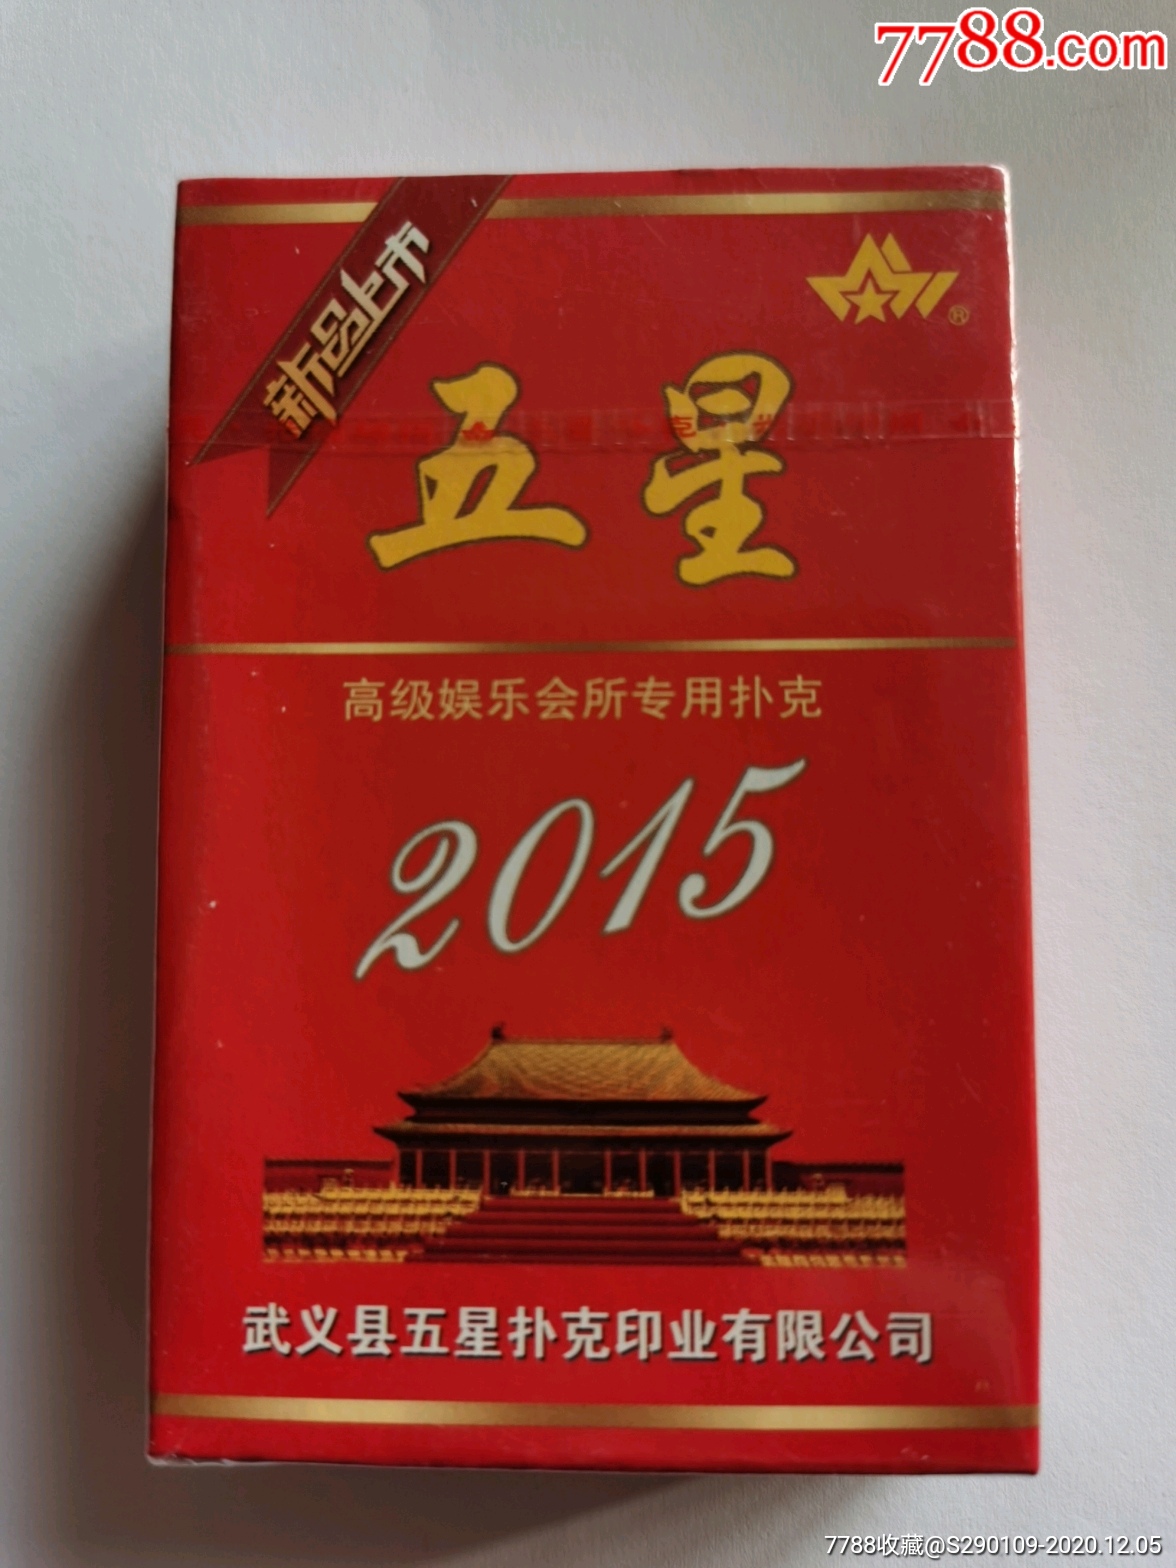 7788.com
新品上市
®
五星
高级娱乐会所专用扑克
2015
武义县五星扑克印业有限公司
7788收藏@S290109-2020.12.05